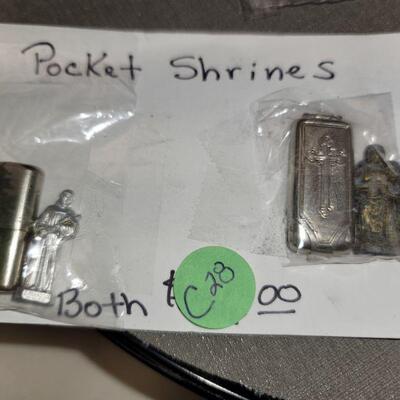 Pocket Shrines
Both $ .00
C28